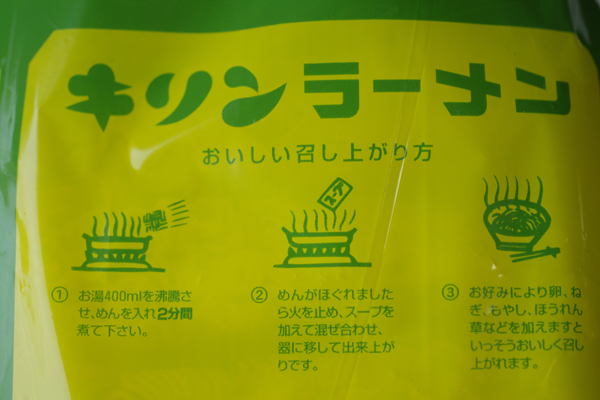 キリンラーメン
おいしい召し上がり方
スープ
① お湯400mlを沸騰さ
せ、めんを入れ2分間
煮て下さい。
② めんがほぐれました
ら火を止め、スープを
加えて混ぜ合わせ、
器に移して出来上が
りです。
③ お好みにより卵、ね
ぎ、もやし、ほうれん
草などを加えますと
いっそうおいしく召し
上がれます。